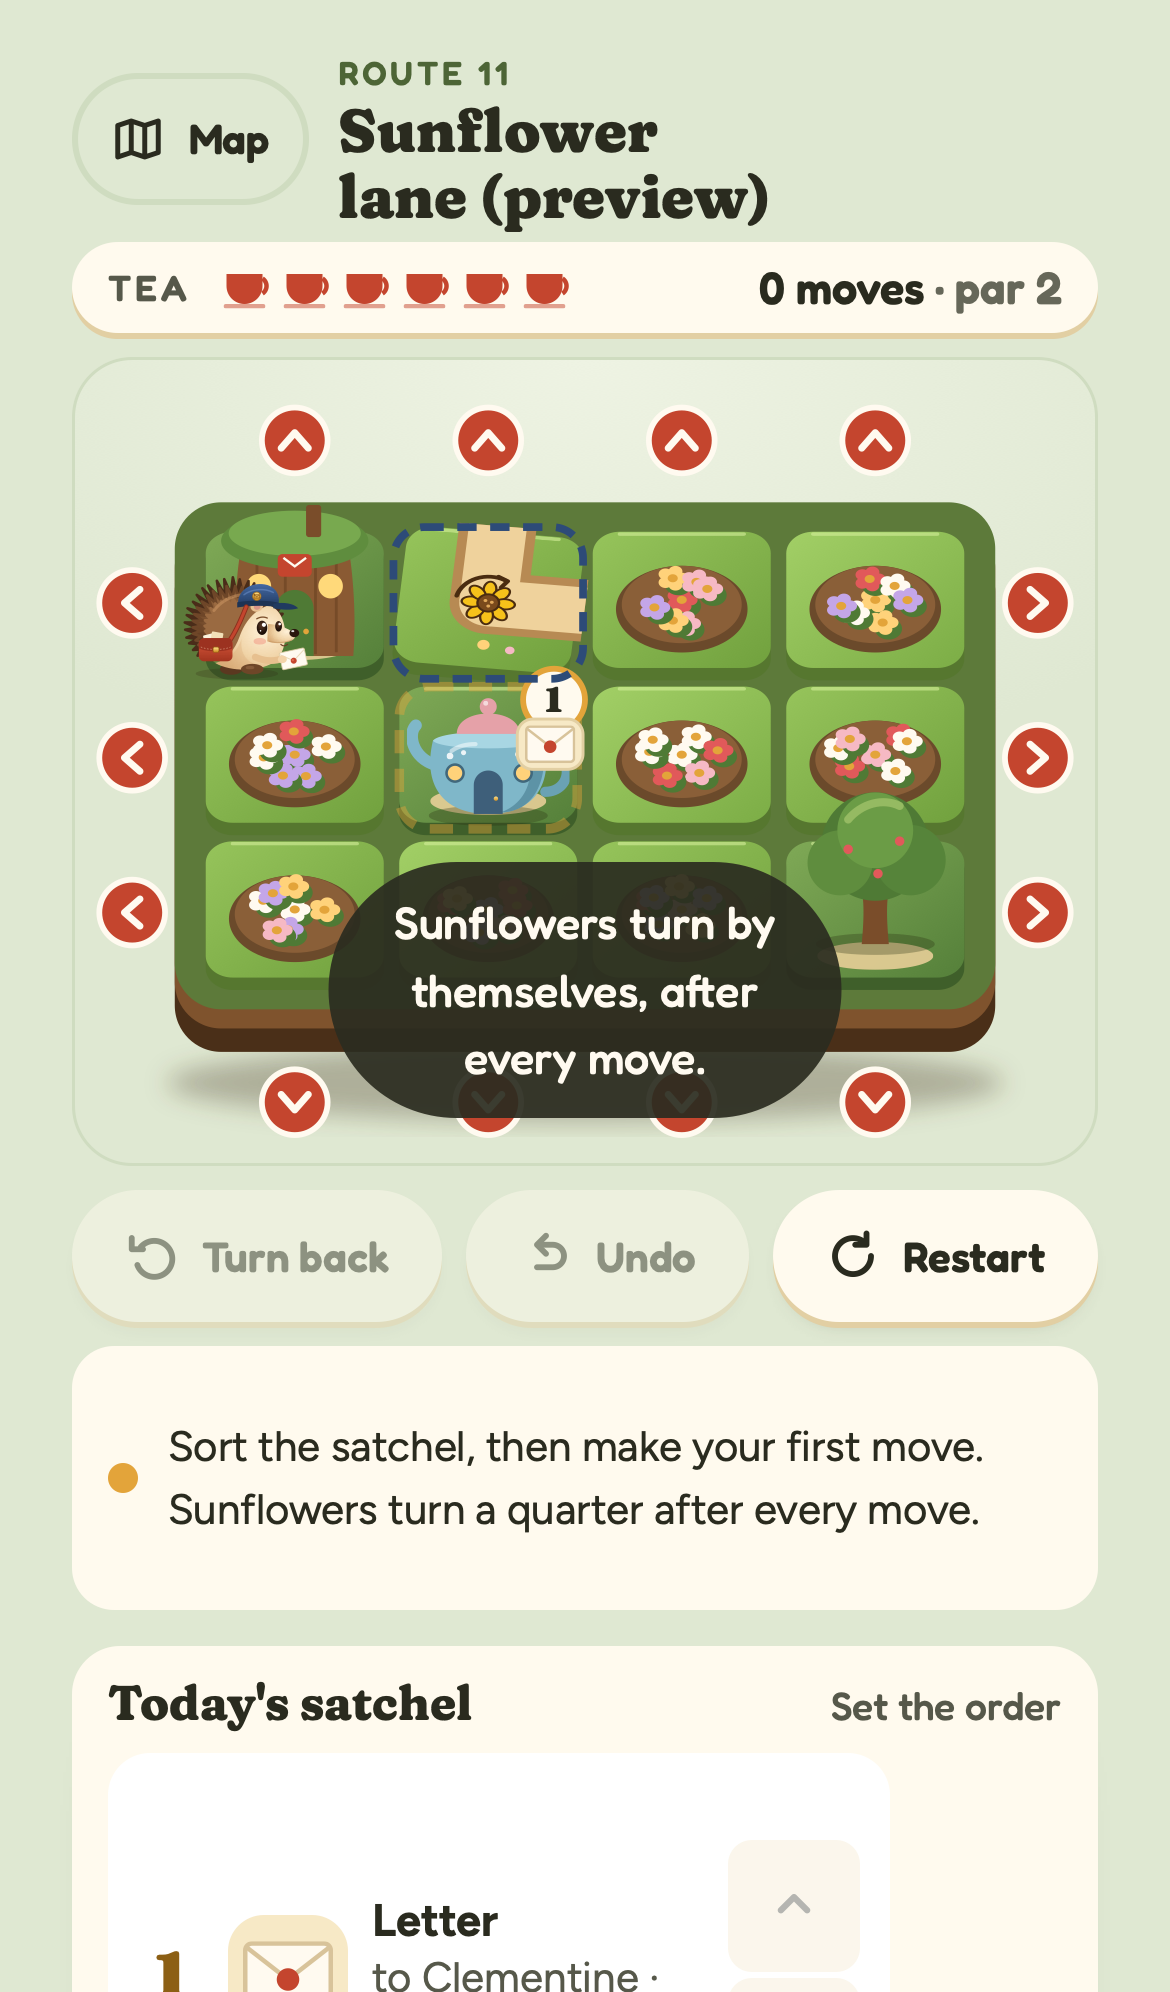 ROUTE 11
Map
Sunflower
lane (preview)
TEA
0 moves · par 2
1
Sunflowers turn by
themselves, after
every move.
Turn back
Undo
Restart
Sort the satchel, then make your first move.
Sunflowers turn a quarter after every move.
Today's satchel
Set the order
1
Letter
to Clementine ·